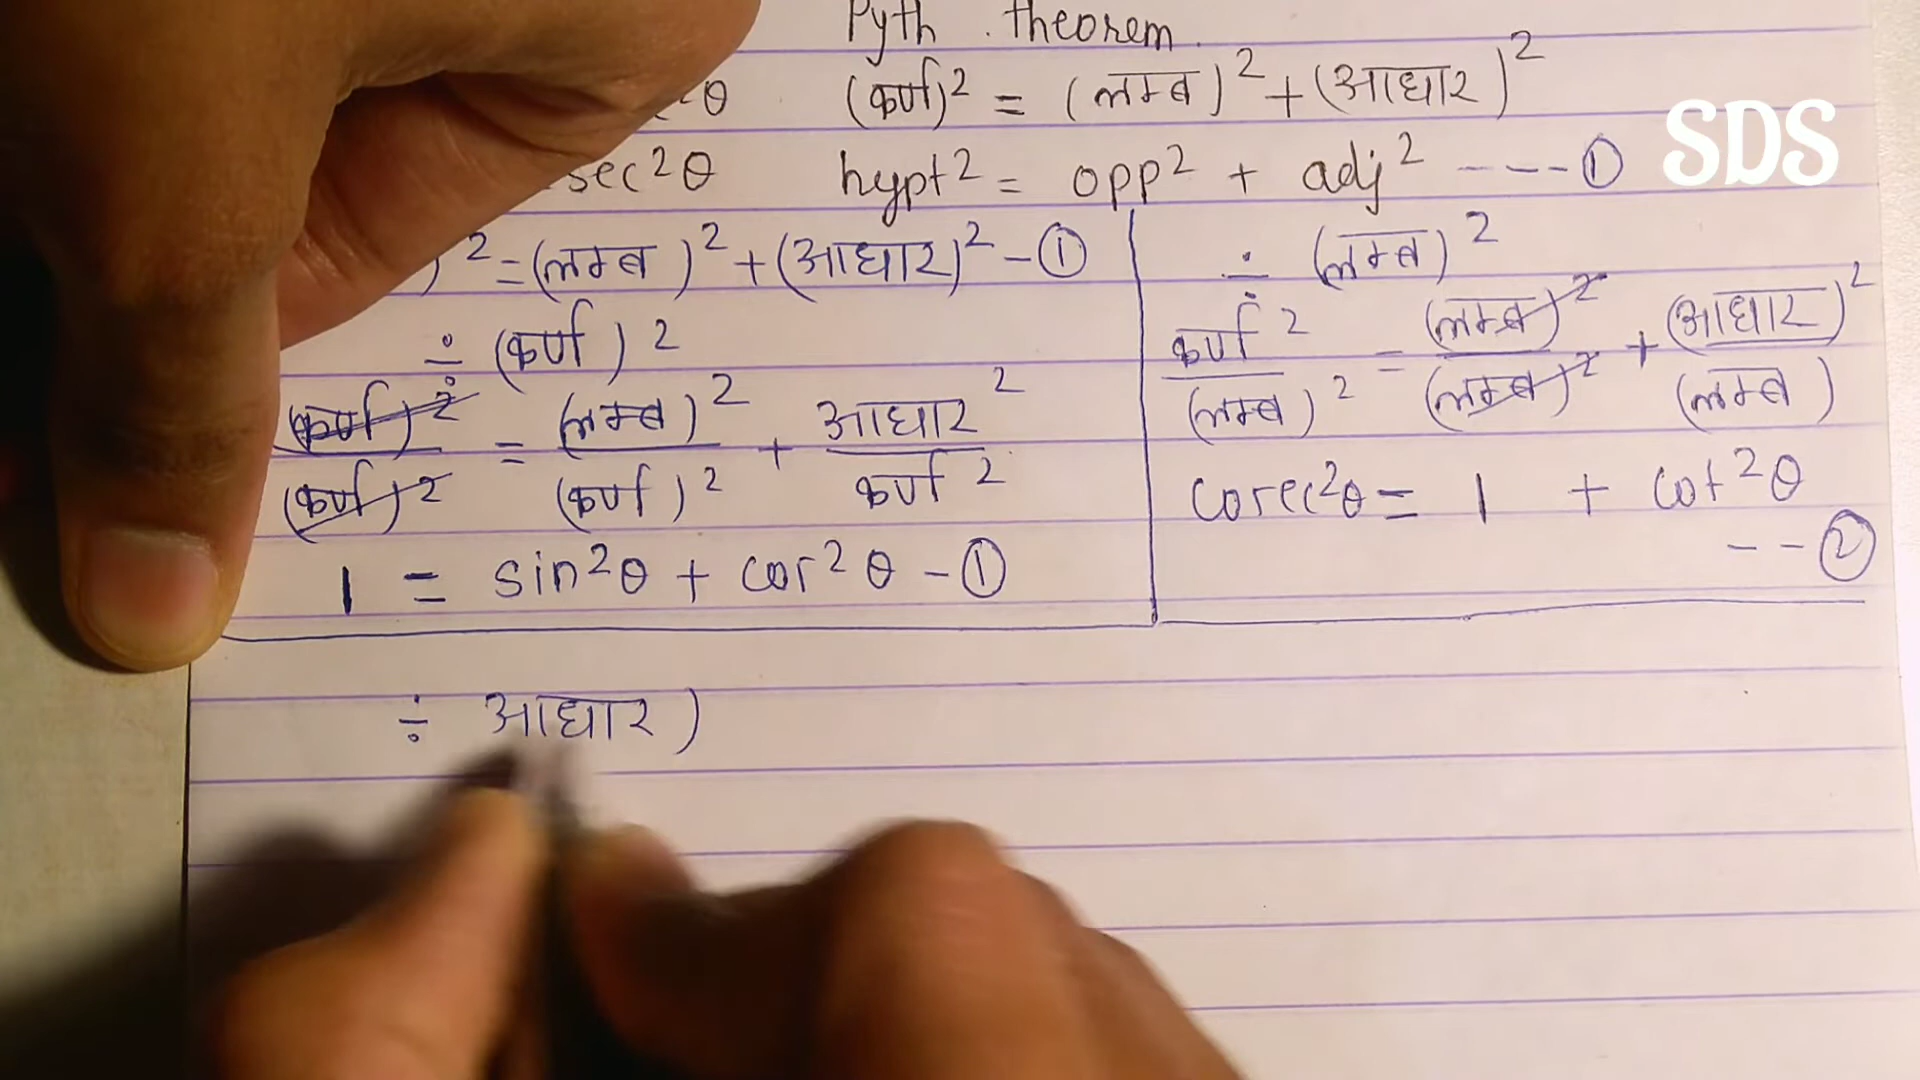 Pyth. theorem.
θ (कर्ण)² = (लम्ब)² + (आधार)²
sec²θ hypt² = opp² + adj² ---- ①
SDS
)² = (लम्ब)² + (आधार)² - ①
÷ (कर्ण)²
(कर्ण)²/(कर्ण)² = (लम्ब)²/(कर्ण)² + आधार²/कर्ण²
1 = sin²θ + cos²θ - ①
÷ (लम्ब)²
कर्ण²/(लम्ब)² = (लम्ब)²/(लम्ब)² + (आधार)²/(लम्ब)
cosec²θ = 1 + cot²θ
-- ②
÷ आधार)